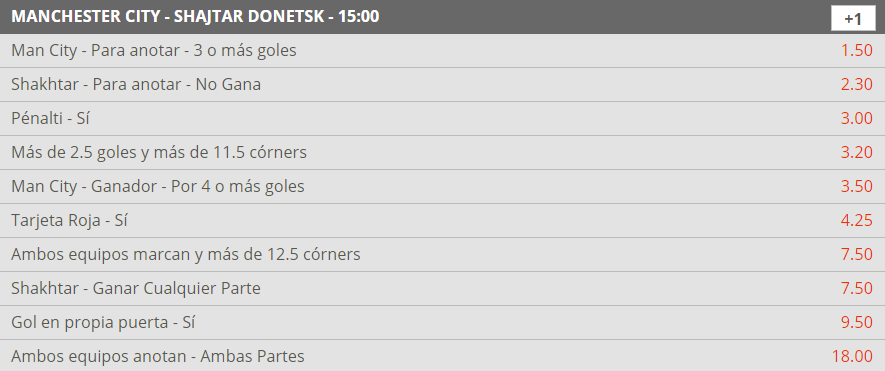 MANCHESTER CITY - SHAJTAR DONETSK - 15:00 +1
Man City - Para anotar - 3 o más goles 1.50
Shakhtar - Para anotar - No Gana 2.30
Pénalti - Sí 3.00
Más de 2.5 goles y más de 11.5 córners 3.20
Man City - Ganador - Por 4 o más goles 3.50
Tarjeta Roja - Sí 4.25
Ambos equipos marcan y más de 12.5 córners 7.50
Shakhtar - Ganar Cualquier Parte 7.50
Gol en propia puerta - Sí 9.50
Ambos equipos anotan - Ambas Partes 18.00